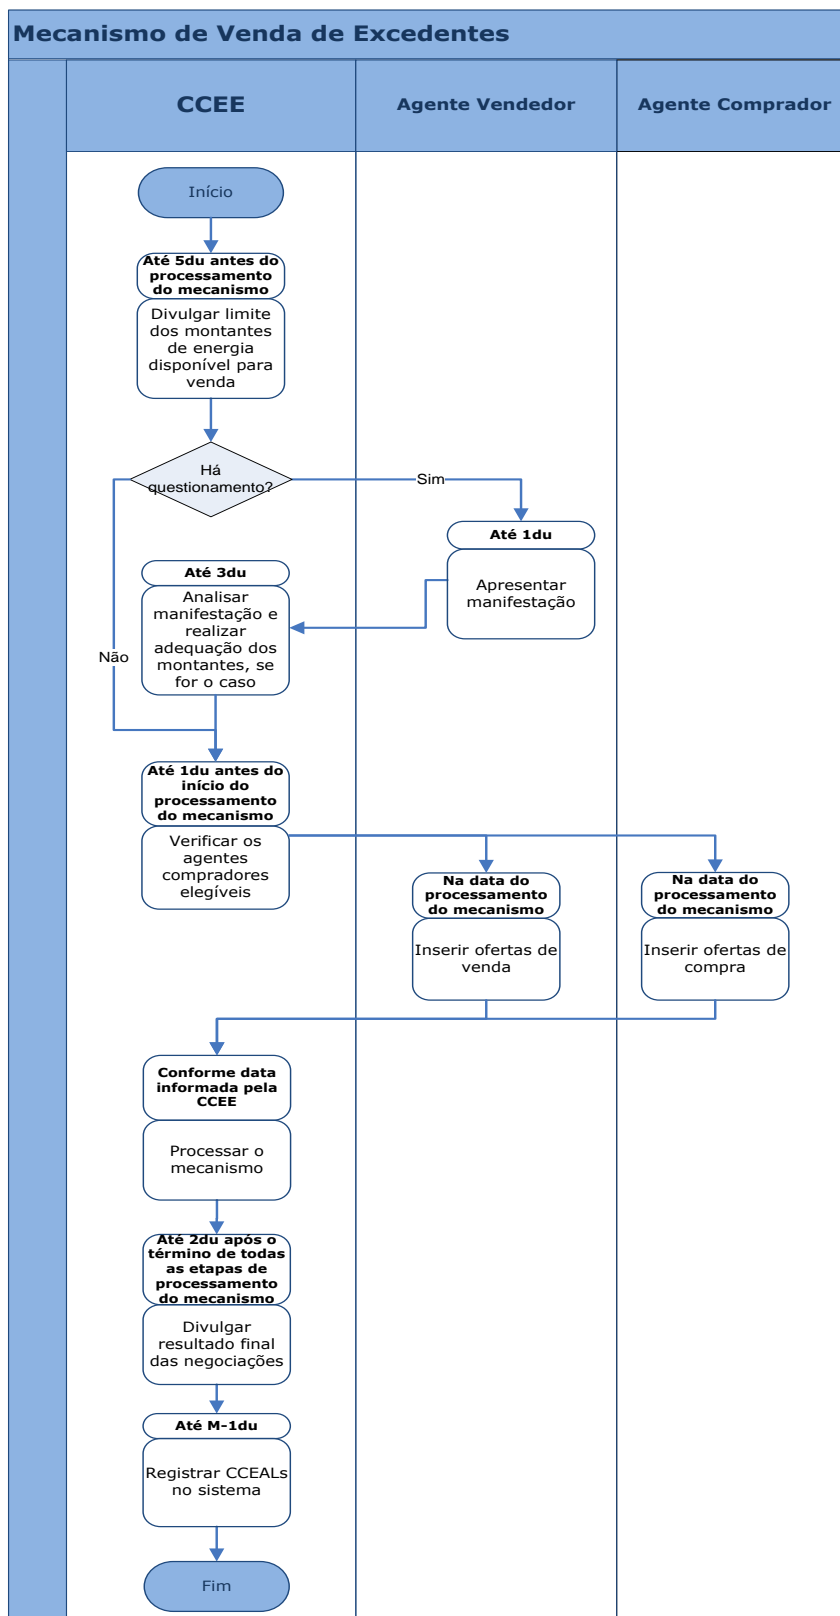 Mecanismo de Venda de Excedentes
CCEE
Agente Vendedor
Agente Comprador
Início
Até 5du antes do
processamento
do mecanismo
Divulgar limite
dos montantes
de energia
disponível para
venda
Há
questionamento?
Sim
Até 1du
Apresentar
manifestação
Até 3du
Analisar
manifestação e
realizar
adequação dos
montantes, se
for o caso
Não
Até 1du antes do
início do
processamento
do mecanismo
Verificar os
agentes
compradores
elegíveis
Na data do
processamento
do mecanismo
Inserir ofertas de
venda
Na data do
processamento
do mecanismo
Inserir ofertas de
compra
Conforme data
informada pela
CCEE
Processar o
mecanismo
Até 2du após o
término de todas
as etapas de
processamento
do mecanismo
Divulgar
resultado final
das negociações
Até M-1du
Registrar CCEALs
no sistema
Fim